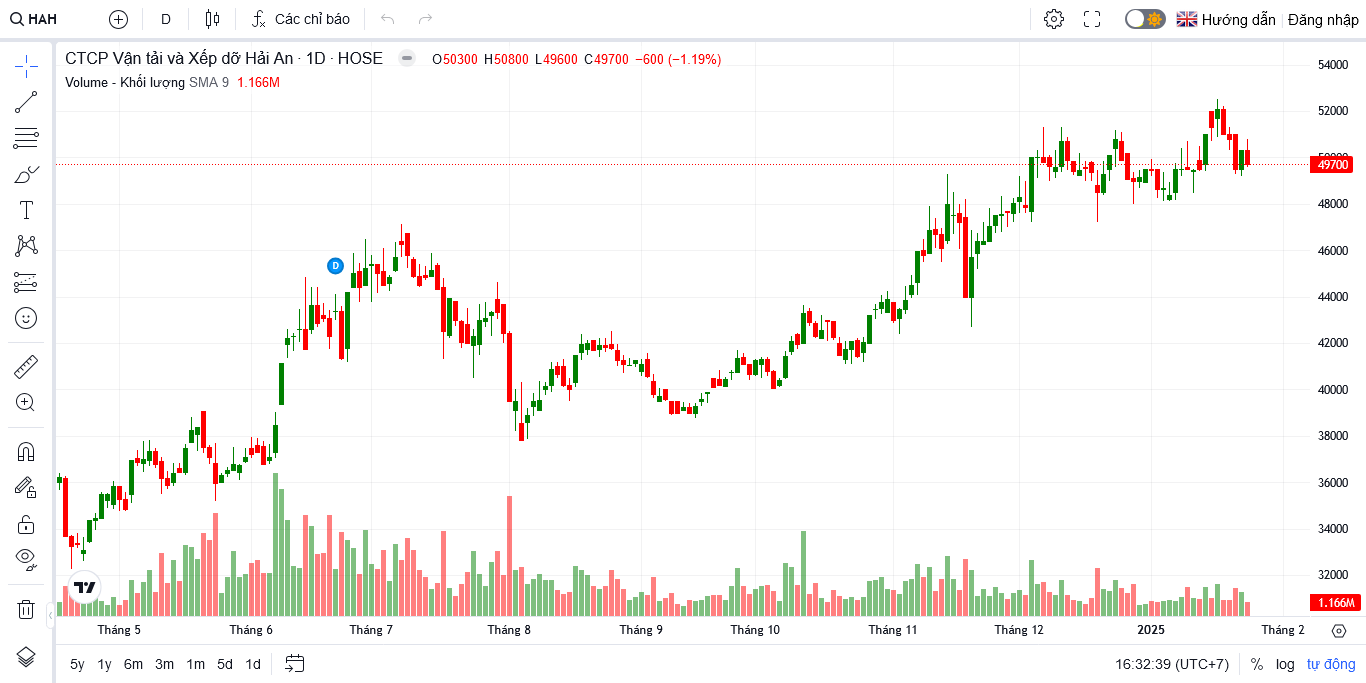 HAH D Các chỉ báo Hướng dẫn Đăng nhập
CTCP Vận tải và Xếp dỡ Hải An · 1D · HOSE O50300 H50800 L49600 C49700 −600 (−1.19%)
Volume - Khối lượng SMA 9 1.166M
54000
52000
50000
49700
48000
46000
D
44000
42000
40000
38000
36000
34000
32000
1.166M
Tháng 5 Tháng 6 Tháng 7 Tháng 8 Tháng 9 Tháng 10 Tháng 11 Tháng 12 2025 Tháng 2
5y 1y 6m 3m 1m 5d 1d 16:32:39 (UTC+7) % log tự động